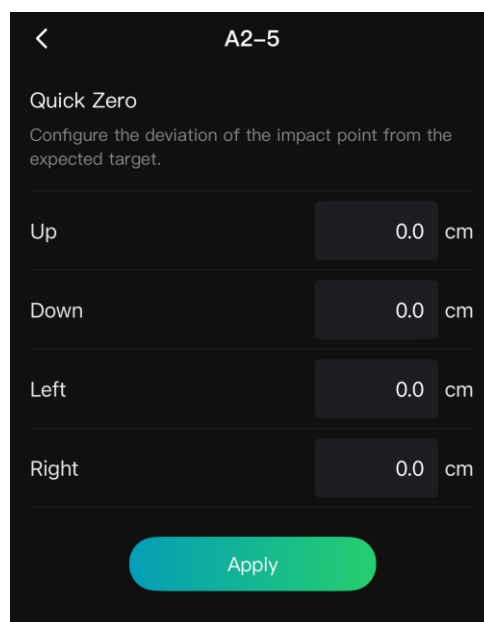 A2-5
Quick Zero
Configure the deviation of the impact point from the
expected target.
Up 0.0 cm
Down 0.0 cm
Left 0.0 cm
Right 0.0 cm
Apply